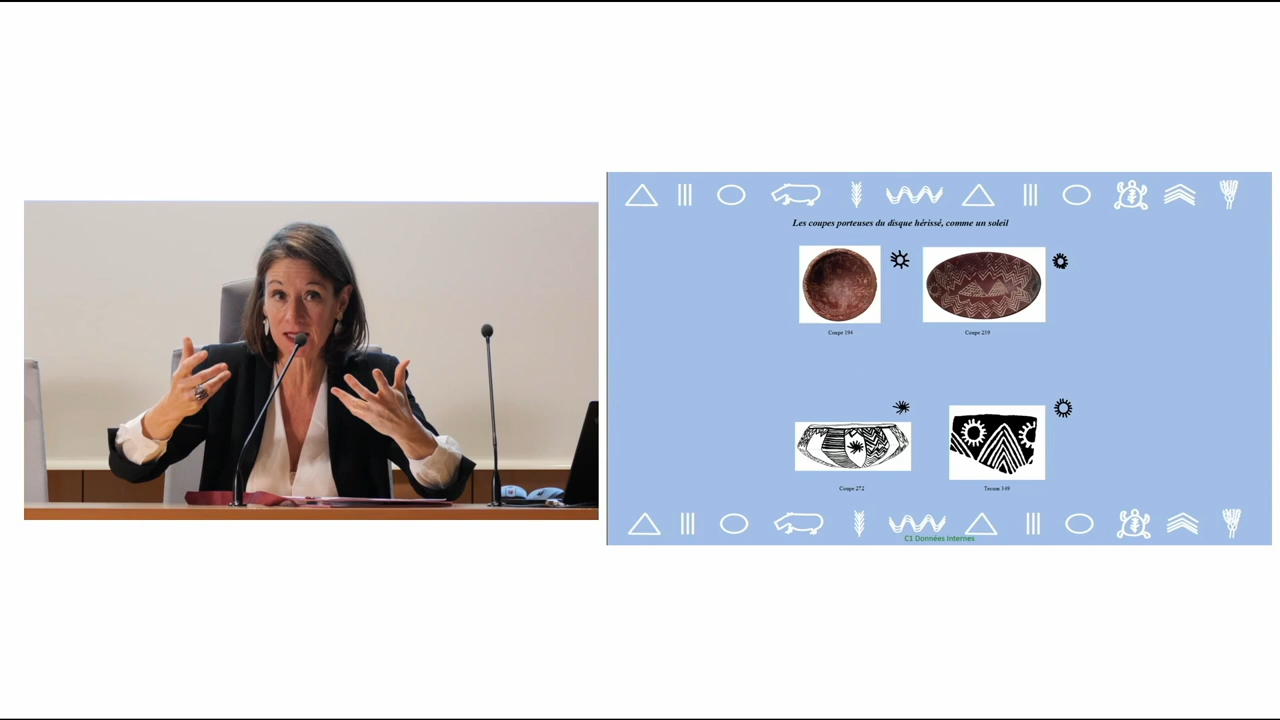 Les coupes porteuses du disque hérissé, comme un soleil
Coupe 194
Coupe 259
Coupe 272
Tesson 349
C1 Données Internes